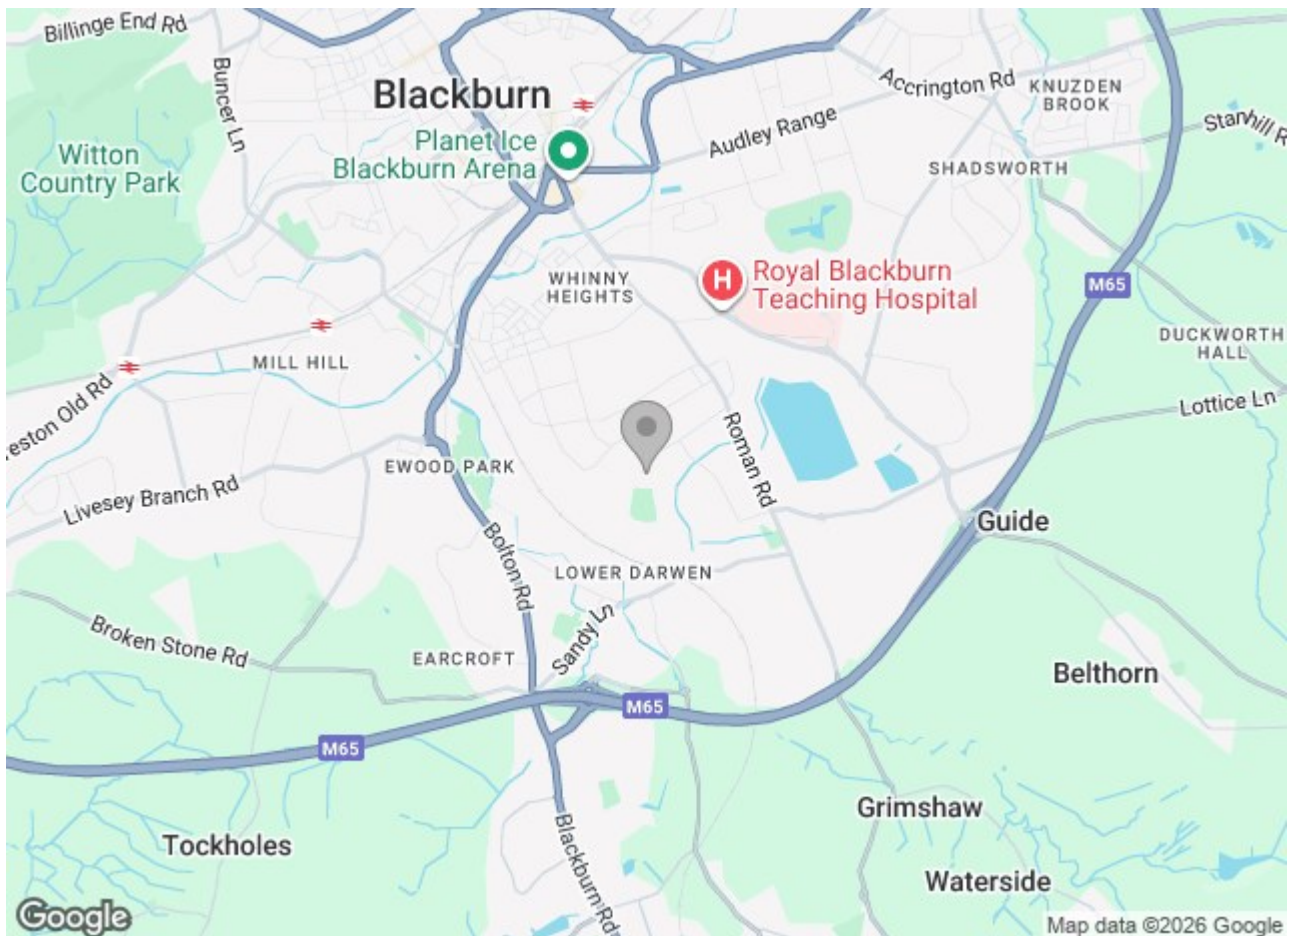 Billinge End Rd
Buncer Ln
Blackburn
Accrington Rd
KNUZDEN
BROOK
Planet Ice
Blackburn Arena
Audley Range
Witton
Country Park
SHADSWORTH
WHINNY
HEIGHTS
H
Royal Blackburn
Teaching Hospital
M65
DUCKWORTH
HALL
MILL HILL
Lottice Ln
Roman Rd
EWOOD PARK
Livesey Branch Rd
Guide
Bolton Rd
LOWER DARWEN
Sandy Ln
Broken Stone Rd
EARCROFT
Belthorn
M65
M65
Grimshaw
Tockholes
Blackburn Rd
Waterside
Google
Map data ©2026 Google